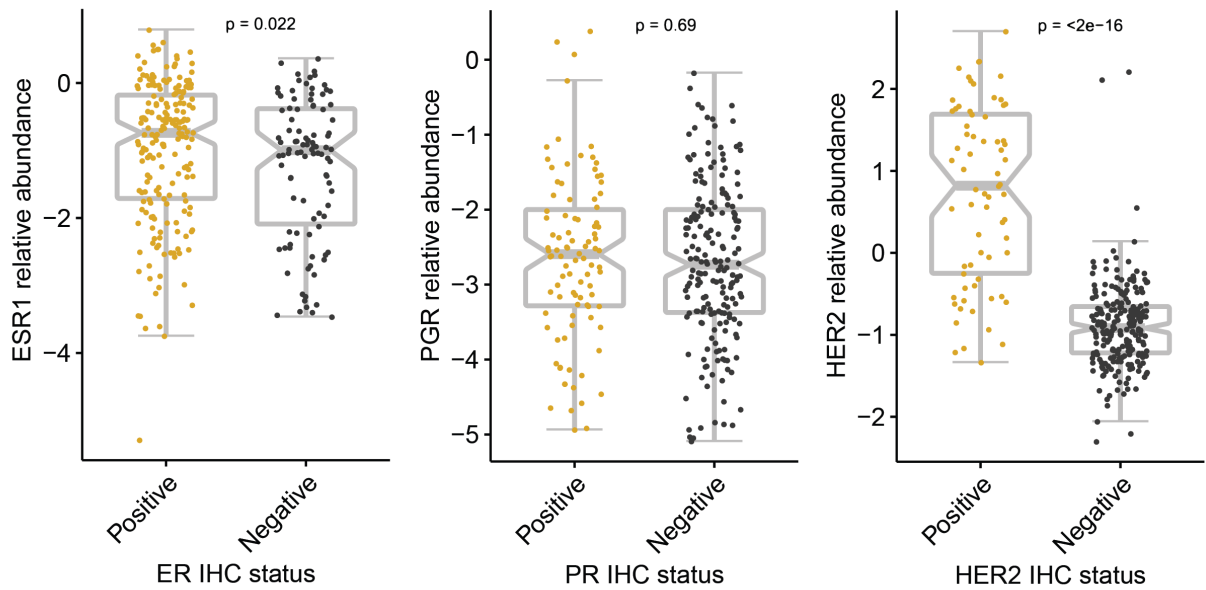 p = 0.022
0
−2
−4
ESR1 relative abundance
Positive
Negative
ER IHC status
p = 0.69
0
−1
−2
−3
−4
−5
PGR relative abundance
Positive
Negative
PR IHC status
p = <2e−16
2
1
0
−1
−2
HER2 relative abundance
Positive
Negative
HER2 IHC status